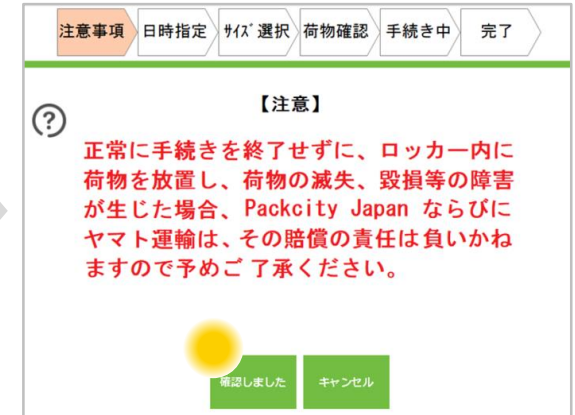 注意事項 日時指定 ｻｲｽﾞ選択 荷物確認 手続き中 完了
【注意】
?
正常に手続きを終了せずに、ロッカー内に
荷物を放置し、荷物の滅失、毀損等の障害
が生じた場合、Packcity Japan ならびに
ヤマト運輸は、その賠償の責任は負いかね
ますので予めご 了承ください。
確認しました キャンセル